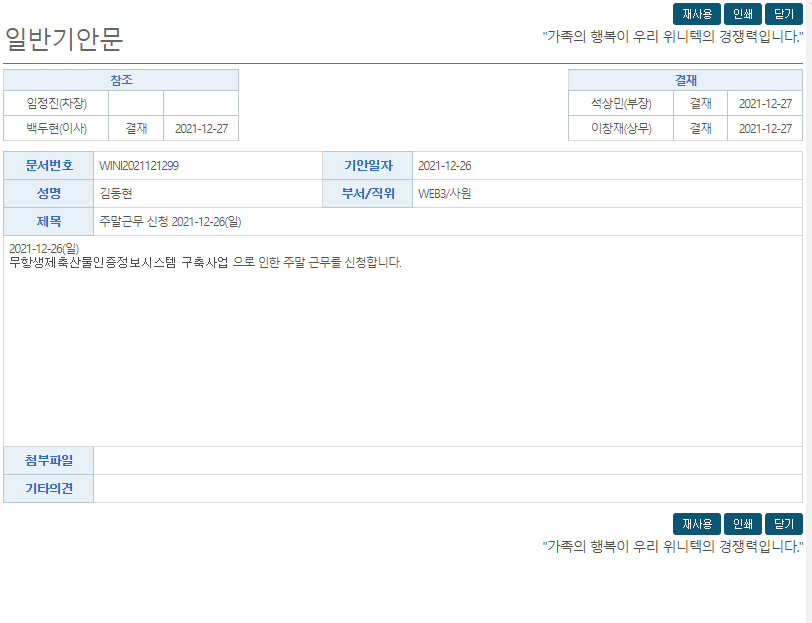 재사용 인쇄 닫기
일반기안문
"가족의 행복이 우리 위니텍의 경쟁력입니다."
참조
임정진(차장)
백두현(이사) 결재 2021-12-27
결재
석상민(부장) 결재 2021-12-27
이창재(상무) 결재 2021-12-27
문서번호 WINI2021121299 기안일자 2021-12-26
성명 김동현 부서/직위 WEB3/사원
제목 주말근무 신청 2021-12-26(일)
2021-12-26(일)
무항생제축산물인증정보시스템 구축사업 으로 인한 주말 근무를 신청합니다.
첨부파일
기타의견
재사용 인쇄 닫기
"가족의 행복이 우리 위니텍의 경쟁력입니다."